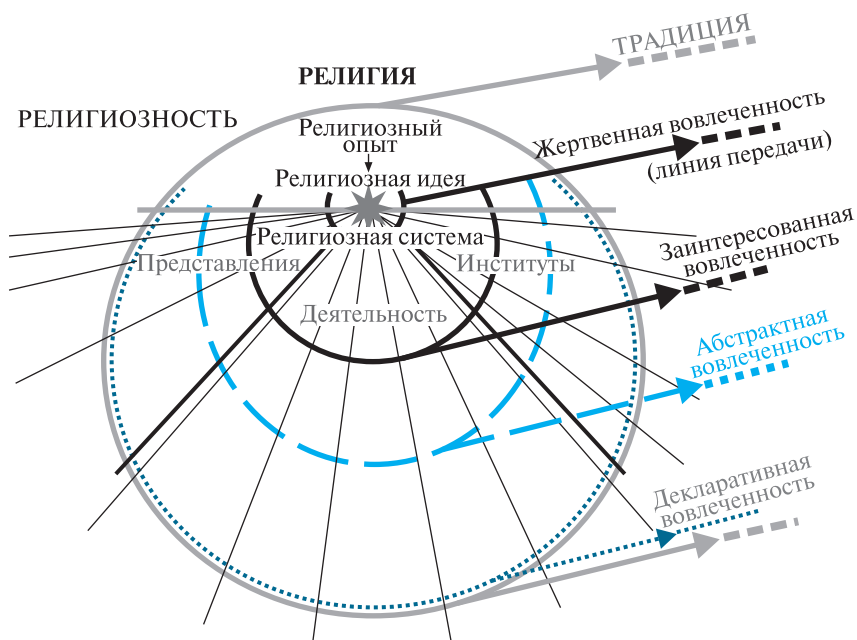 ТРАДИЦИЯ
РЕЛИГИЯ
РЕЛИГИОЗНОСТЬ
Религиозный
опыт
Жертвенная вовлеченность
(линия передачи)
Религиозная идея
Религиозная система
Представления
Институты
Заинтересованная
вовлеченность
Деятельность
Абстрактная
вовлеченность
Декларативная
вовлеченность